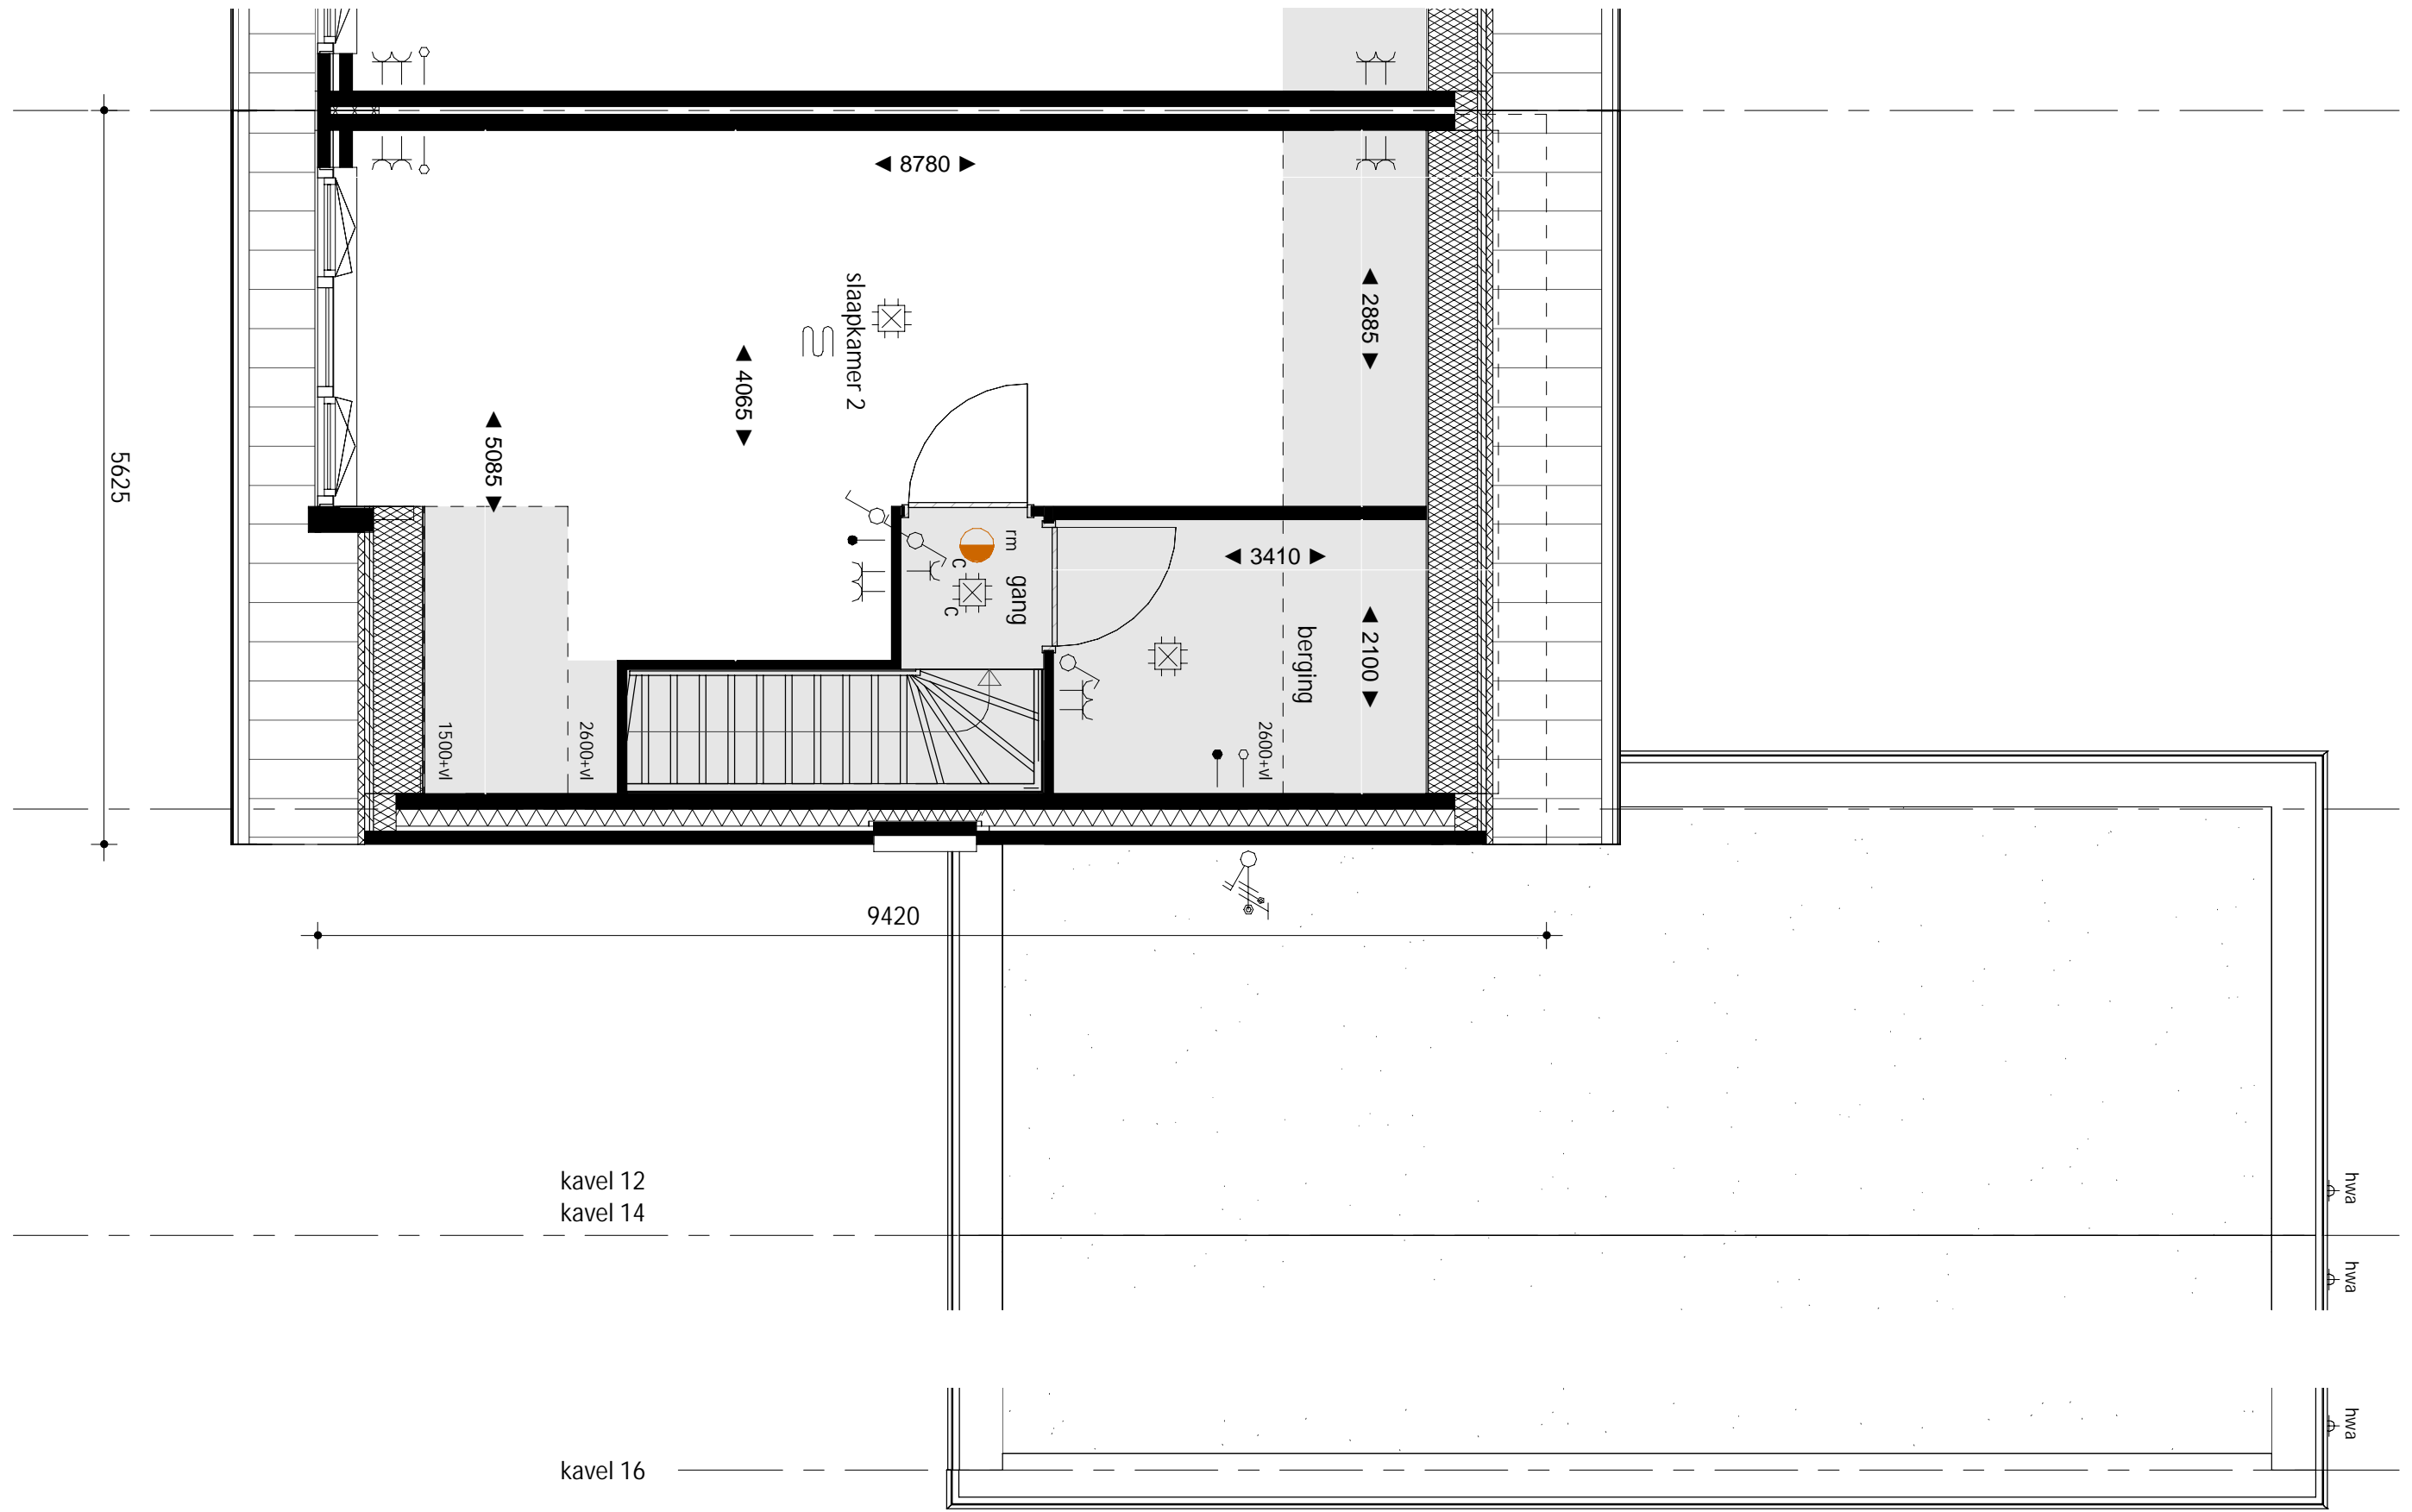 8780
slaapkamer 2
2885
4065
5085
5625
rm
c
gang
c
3410
berging
2100
1500+vl
2600+vl
2600+vl
9420
kavel 12
kavel 14
hwa
hwa
hwa
kavel 16